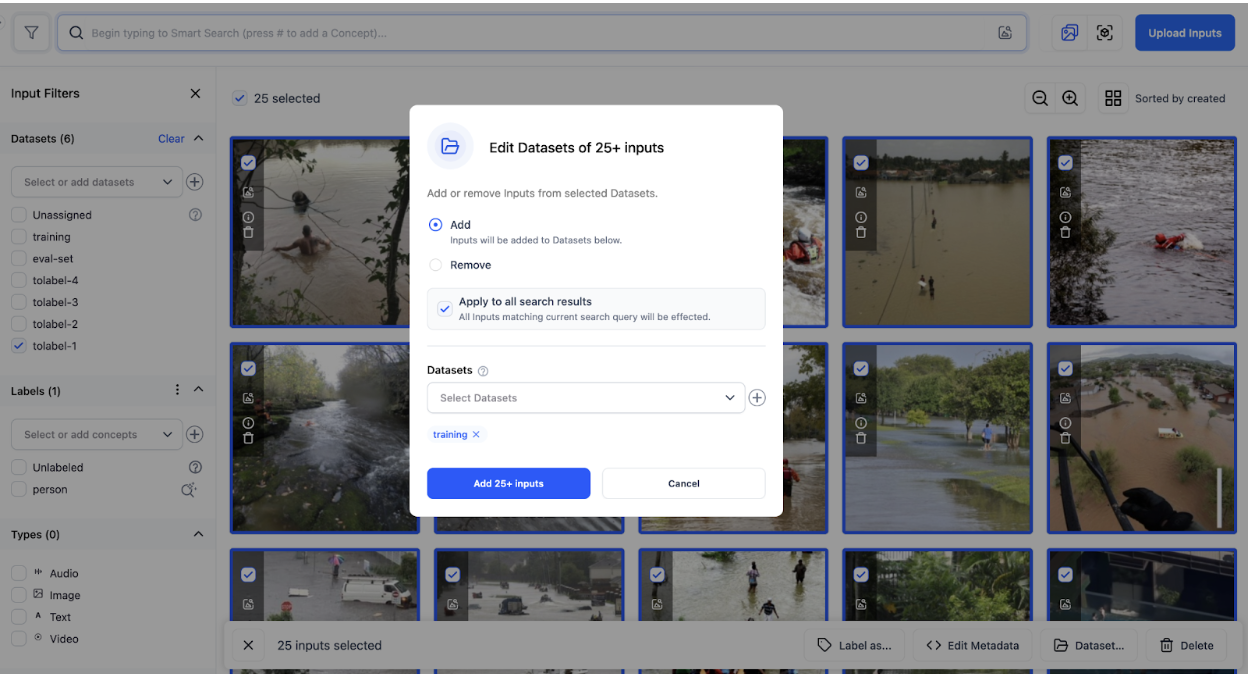 Begin typing to Smart Search (press # to add a Concept)...
Upload Inputs
Input Filters
25 selected
Sorted by created
Datasets (6)
Clear
Select or add datasets
Unassigned
training
eval-set
tolabel-4
tolabel-3
tolabel-2
tolabel-1
Labels (1)
Select or add concepts
Unlabeled
person
Types (0)
Audio
Image
Text
Video
Edit Datasets of 25+ inputs
Add or remove Inputs from selected Datasets.
Add
Inputs will be added to Datasets below.
Remove
Apply to all search results
All Inputs matching current search query will be effected.
Datasets
Select Datasets
training
Add 25+ inputs
Cancel
25 inputs selected
Label as...
Edit Metadata
Dataset...
Delete